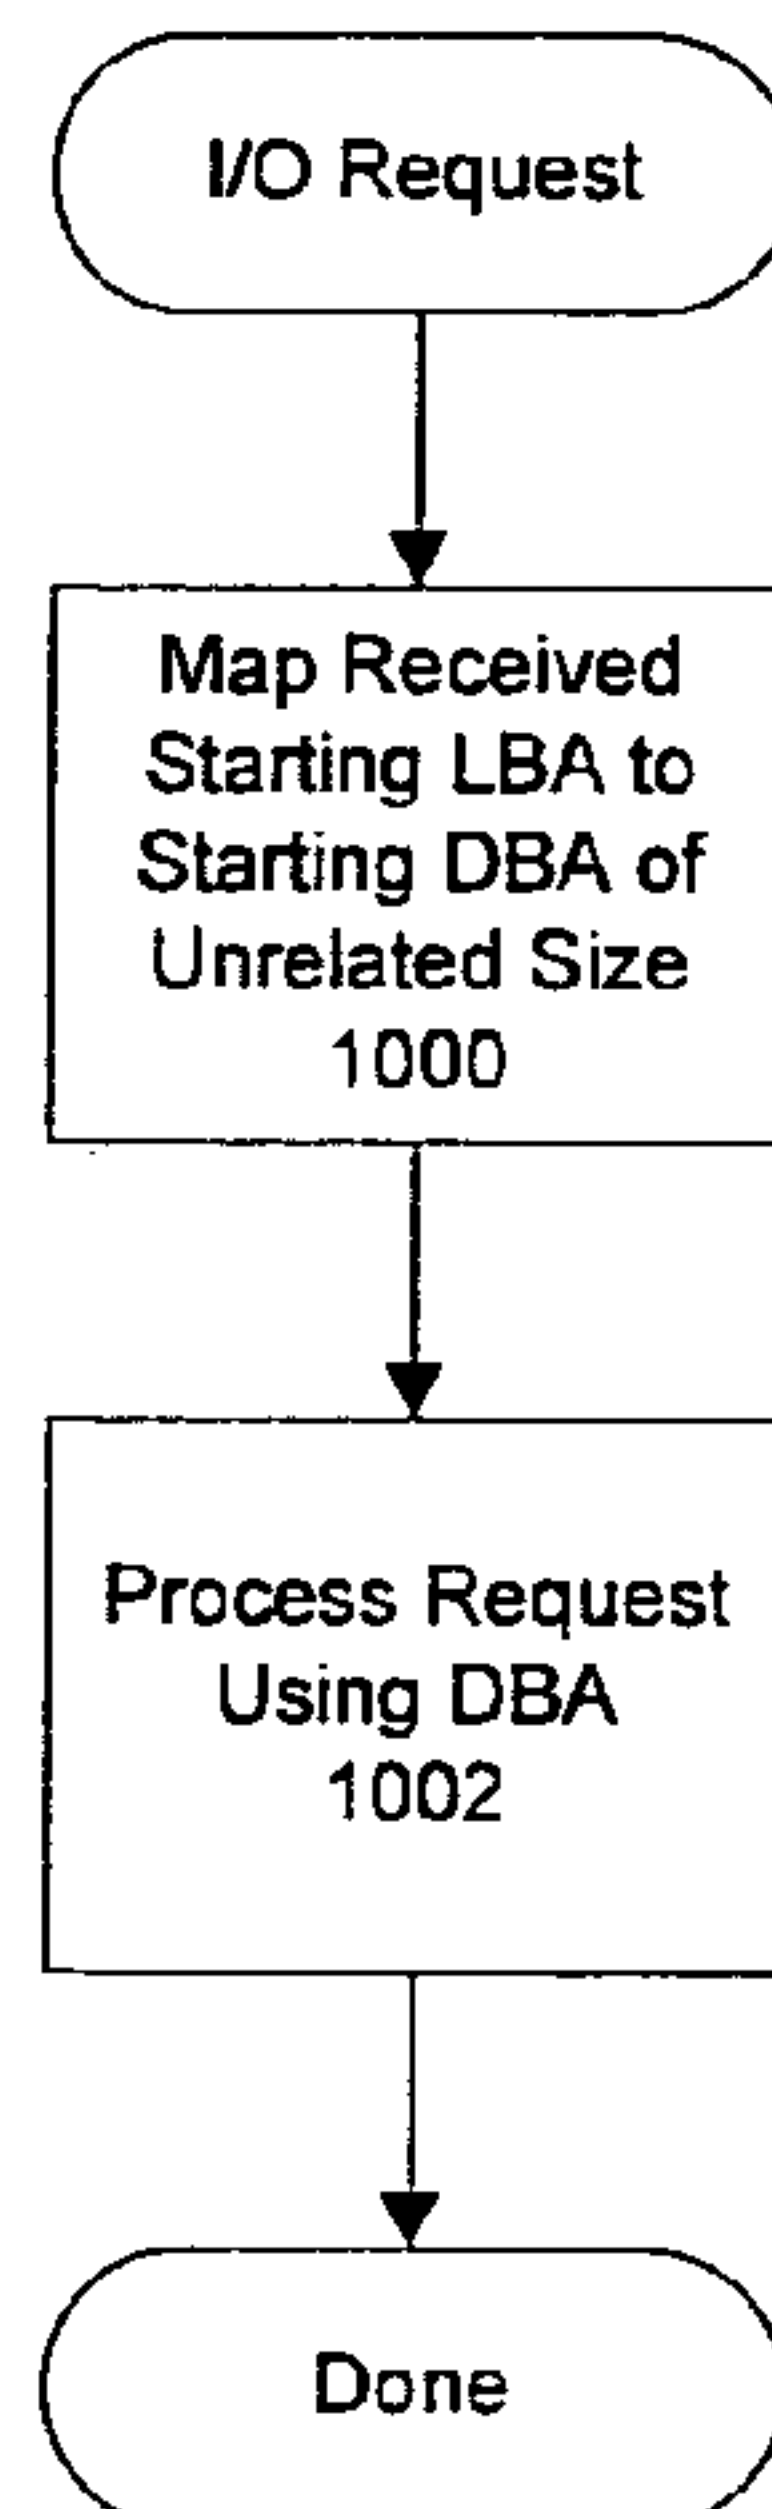 I/O Request
Map Received
Starting LBA to
Starting DBA of
Unrelated Size
1000
Process Request
Using DBA
1002
Done